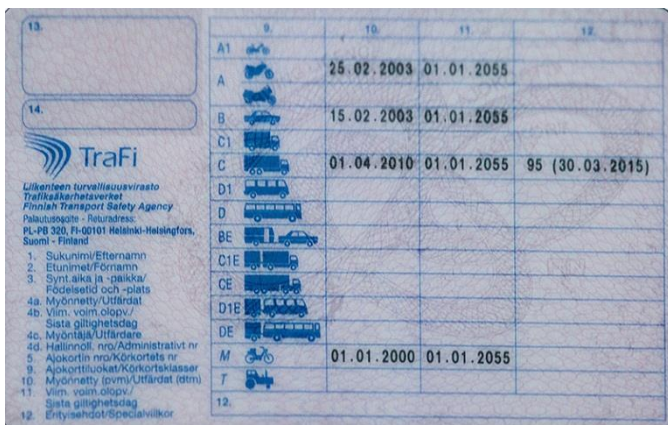 13.
14.
TraFi
Liikenteen turvallisuusvirasto
Trafiksäkerhetsverket
Finnish Transport Safety Agency
Palautusosoite - Returadress:
PL-PB 320, FI-00101 Helsinki-Helsingfors,
Suomi - Finland
1. Sukunimi/Efternamn
2. Etunimet/Förnamn
3. Synt.aika ja -paikka/
Födelsetid och -plats
4a. Myönnetty/Utfärdat
4b. Viim. voim.olopv./
Sista giltighetsdag
4c. Myöntäjä/Utfärdare
4d. Hallinnoll. nro/Administrativt nr
5. Ajokortin nro/Körkortets nr
9. Ajokorttiluokat/Körkortsklasser
10. Myönnetty (pvm)/Utfärdat (dtm)
11. Viim. voim.olopv./
Sista giltighetsdag
12. Erityisehdot/Specialvillkor
9. 10. 11. 12.
A1
A 25.02.2003 01.01.2055
B 15.02.2003 01.01.2055
C1
C 01.04.2010 01.01.2055 95 (30.03.2015)
D1
D
BE
C1E
CE
D1E
DE
M 01.01.2000 01.01.2055
T
12.